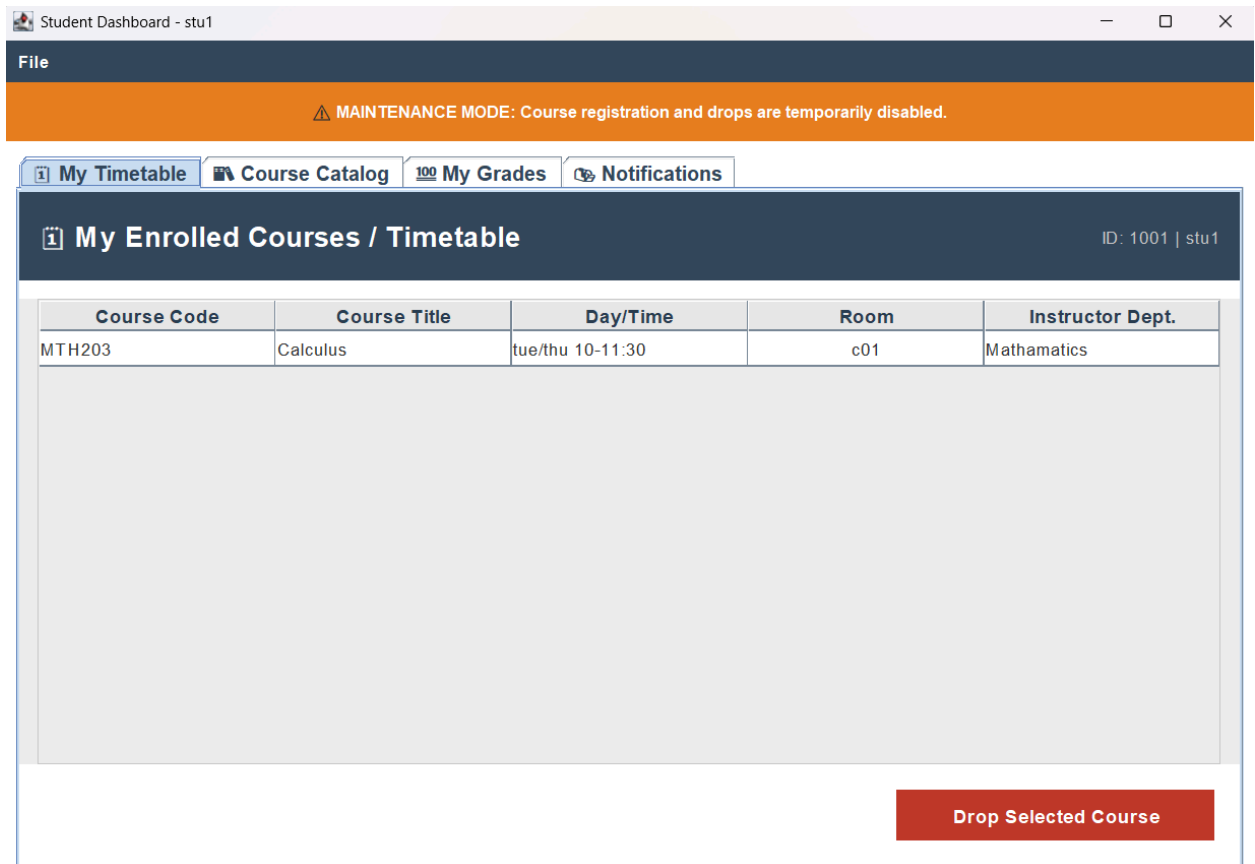 Student Dashboard - stu1
File
⚠ MAINTENANCE MODE: Course registration and drops are temporarily disabled.
My Timetable Course Catalog 100 My Grades Notifications
My Enrolled Courses / Timetable ID: 1001 | stu1
Course Code Course Title Day/Time Room Instructor Dept.
MTH203 Calculus tue/thu 10-11:30 c01 Mathamatics
Drop Selected Course